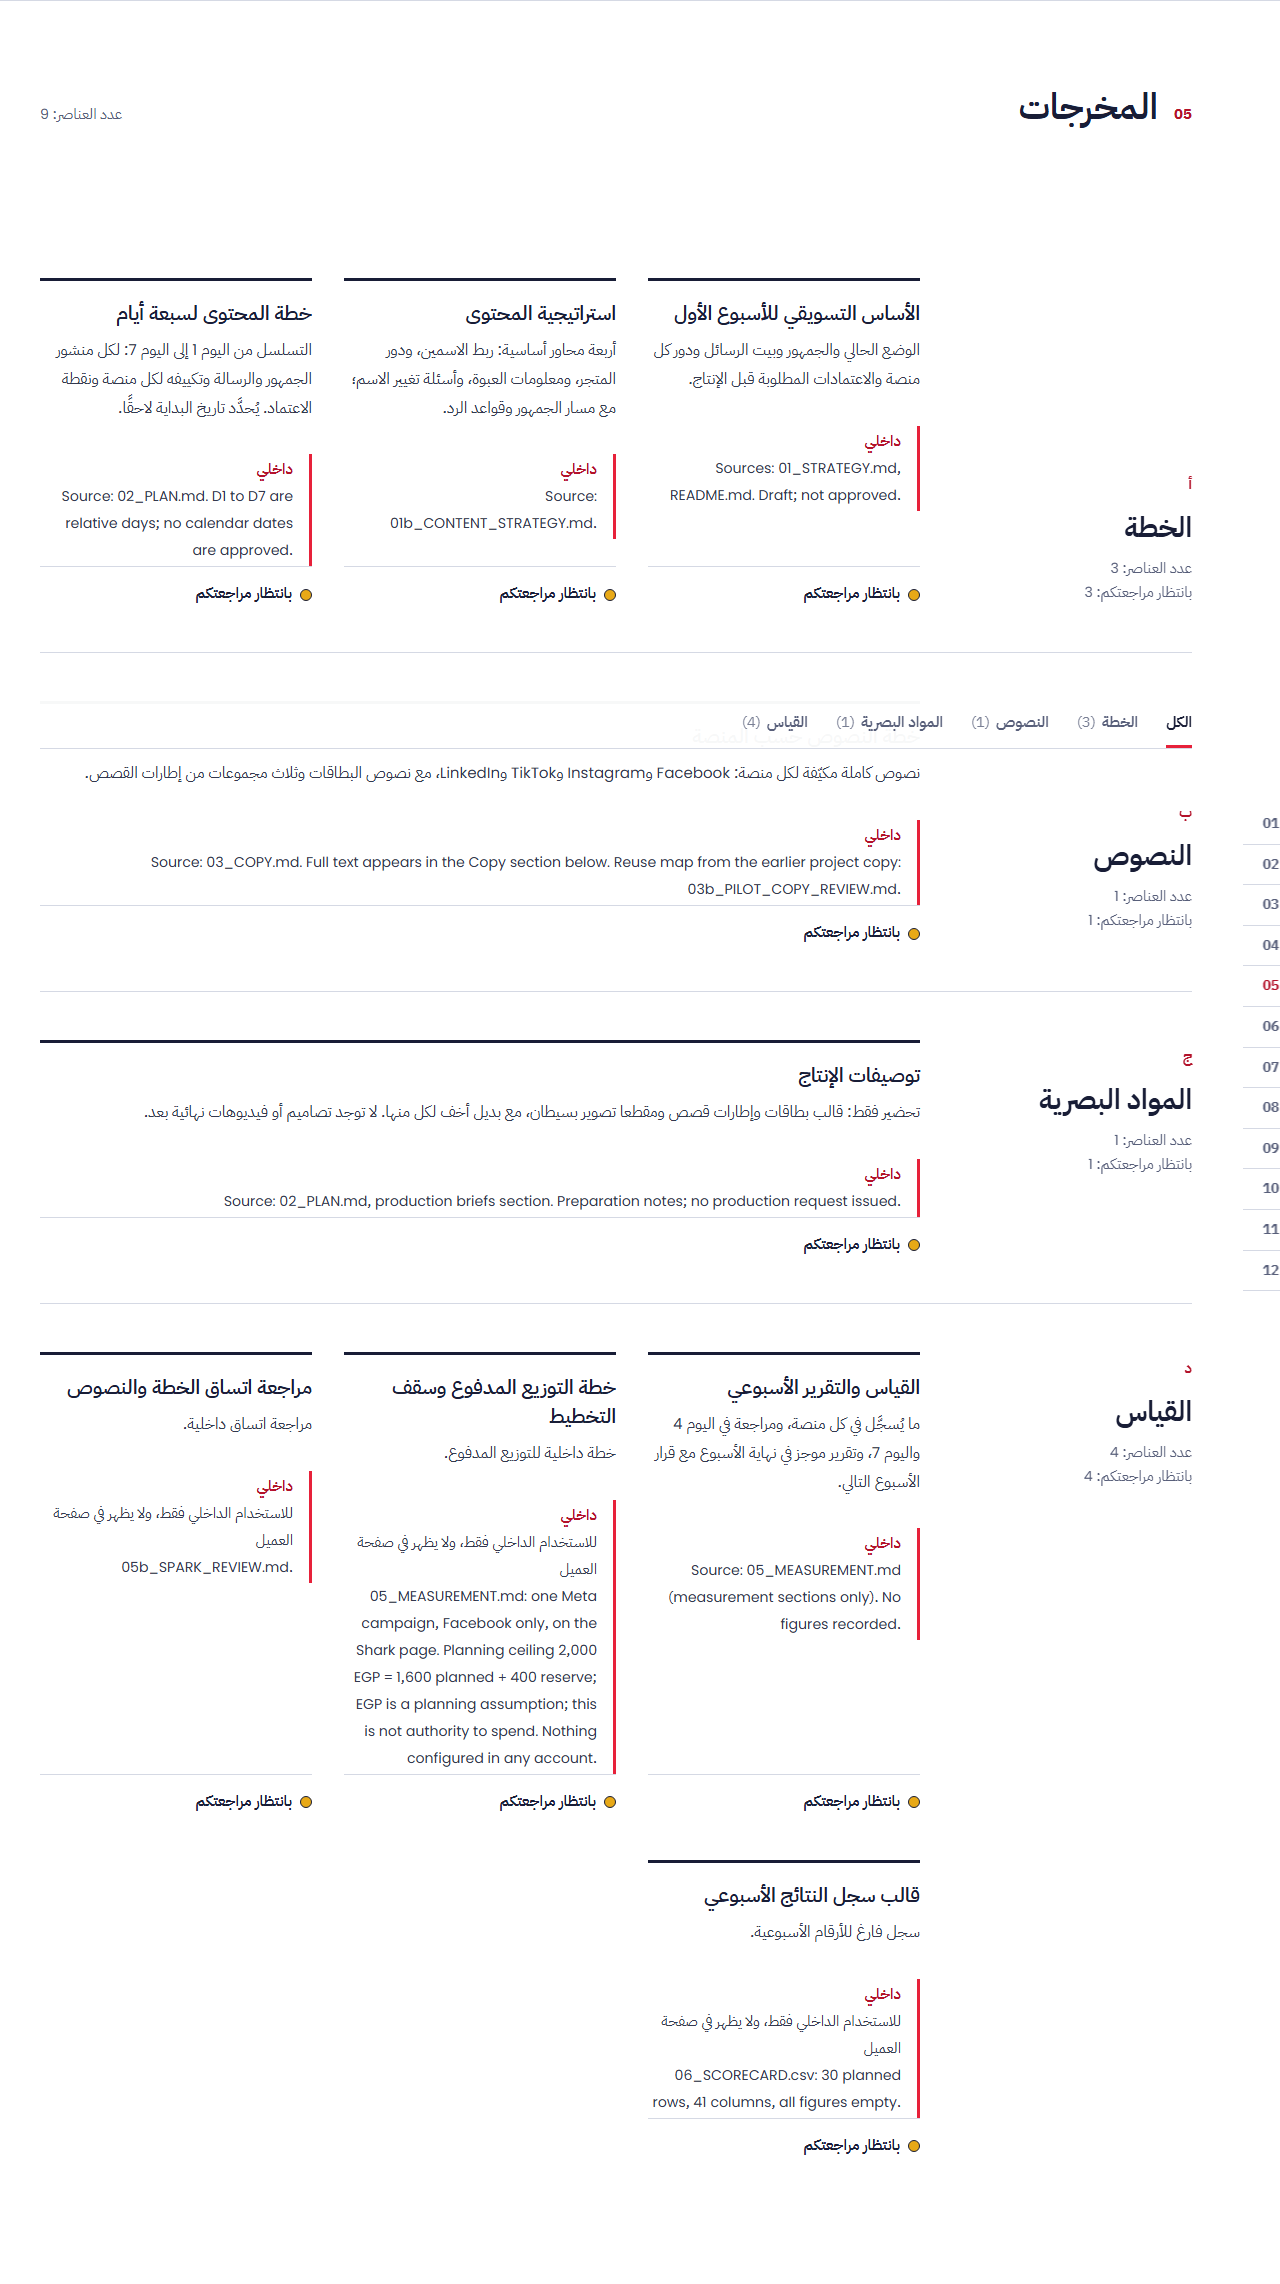 05 المخرجات
عدد العناصر: 9
أ
الخطة
عدد العناصر: 3
بانتظار مراجعتكم: 3
الأساس التسويقي للأسبوع الأول
الوضع الحالي والجمهور وبيت الرسائل ودور كل
منصة والاعتمادات المطلوبة قبل الإنتاج.
داخلي
Sources: 01_STRATEGY.md,
README.md. Draft; not approved.
بانتظار مراجعتكم
استراتيجية المحتوى
أربعة محاور أساسية: ربط الاسمين، ودور
المتجر، ومعلومات العبوة، وأسئلة تغيير الاسم؛
مع مسار الجمهور وقواعد الرد.
داخلي
Source:
01b_CONTENT_STRATEGY.md.
بانتظار مراجعتكم
خطة المحتوى لسبعة أيام
التسلسل من اليوم 1 إلى اليوم 7: لكل منشور
الجمهور والرسالة وتكييفه لكل منصة ونقطة
الاعتماد. يُحدَّد تاريخ البداية لاحقًا.
داخلي
Source: 02_PLAN.md. D1 to D7 are
relative days; no calendar dates
are approved.
بانتظار مراجعتكم
الكل الخطة (3) النصوص (1) المواد البصرية (1) القياس (4)
ب
النصوص
عدد العناصر: 1
بانتظار مراجعتكم: 1
خطة النصوص حسب المنصة
نصوص كاملة مكيّفة لكل منصة: Facebook وInstagram وTikTok وLinkedIn، مع نصوص البطاقات وثلاث مجموعات من إطارات القصص.
داخلي
Source: 03_COPY.md. Full text appears in the Copy section below. Reuse map from the earlier project copy:
03b_PILOT_COPY_REVIEW.md.
بانتظار مراجعتكم
ج
المواد البصرية
عدد العناصر: 1
بانتظار مراجعتكم: 1
توصيفات الإنتاج
تحضير فقط: قالب بطاقات وإطارات قصص ومقطعا تصوير بسيطان، مع بديل أخف لكل منها. لا توجد تصاميم أو فيديوهات نهائية بعد.
داخلي
Source: 02_PLAN.md, production briefs section. Preparation notes; no production request issued.
بانتظار مراجعتكم
د
القياس
عدد العناصر: 4
بانتظار مراجعتكم: 4
القياس والتقرير الأسبوعي
ما يُسجَّل في كل منصة، ومراجعة في اليوم 4
واليوم 7، وتقرير موجز في نهاية الأسبوع مع قرار
الأسبوع التالي.
داخلي
Source: 05_MEASUREMENT.md
(measurement sections only). No
figures recorded.
بانتظار مراجعتكم
خطة التوزيع المدفوع وسقف
التخطيط
خطة داخلية للتوزيع المدفوع.
داخلي
للاستخدام الداخلي فقط، ولا يظهر في صفحة
العميل
05_MEASUREMENT.md: one Meta
campaign, Facebook only, on the
Shark page. Planning ceiling 2,000
EGP = 1,600 planned + 400 reserve;
EGP is a planning assumption; this
is not authority to spend. Nothing
configured in any account.
بانتظار مراجعتكم
مراجعة اتساق الخطة والنصوص
مراجعة اتساق داخلية.
داخلي
للاستخدام الداخلي فقط، ولا يظهر في صفحة
العميل
05b_SPARK_REVIEW.md.
بانتظار مراجعتكم
قالب سجل النتائج الأسبوعي
سجل فارغ للأرقام الأسبوعية.
داخلي
للاستخدام الداخلي فقط، ولا يظهر في صفحة
العميل
06_SCORECARD.csv: 30 planned
rows, 41 columns, all figures empty.
بانتظار مراجعتكم
01
02
03
04
05
06
07
08
09
10
11
12